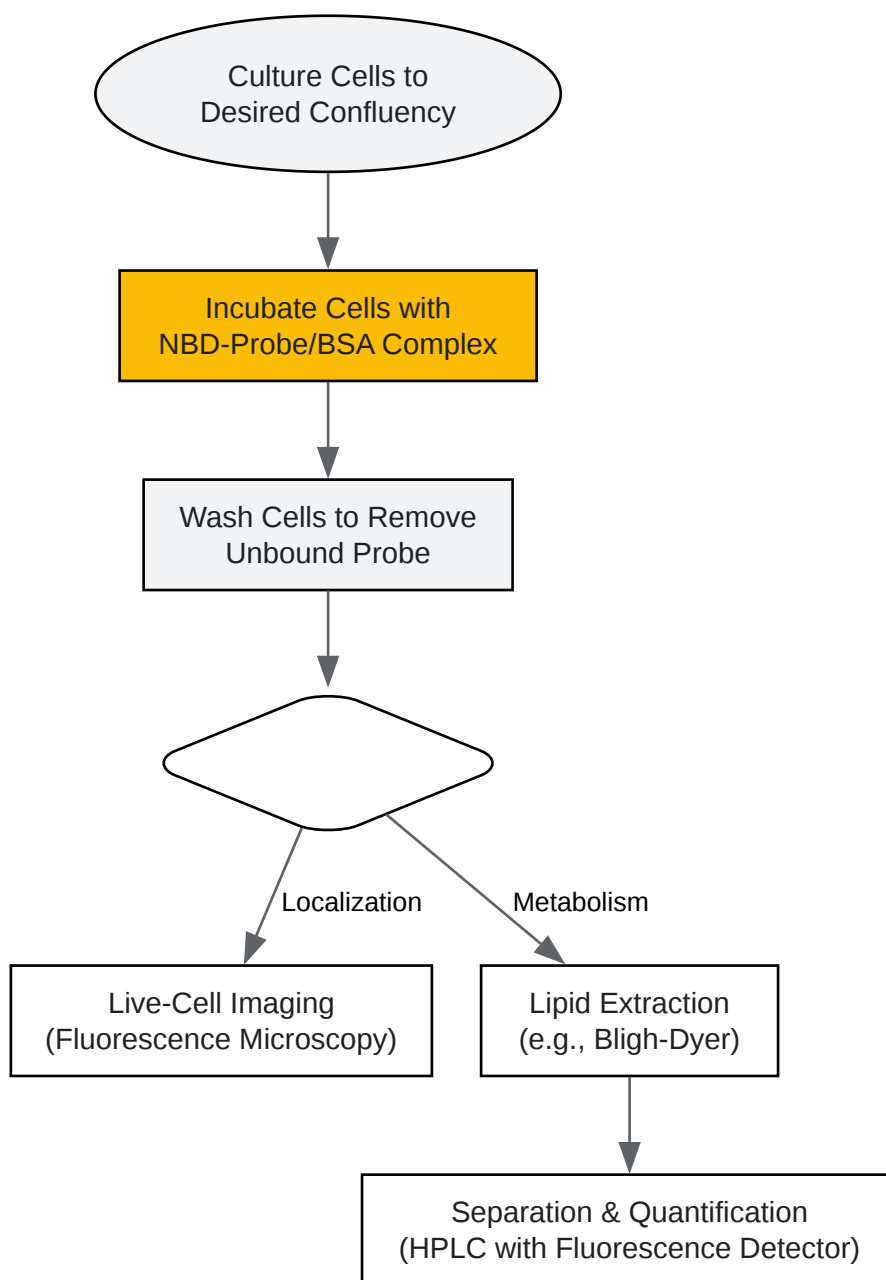 Culture Cells to
Desired Confluency
Incubate Cells with
NBD-Probe/BSA Complex
Wash Cells to Remove
Unbound Probe
Localization
Metabolism
Live-Cell Imaging
(Fluorescence Microscopy)
Lipid Extraction
(e.g., Bligh-Dyer)
Separation & Quantification
(HPLC with Fluorescence Detector)